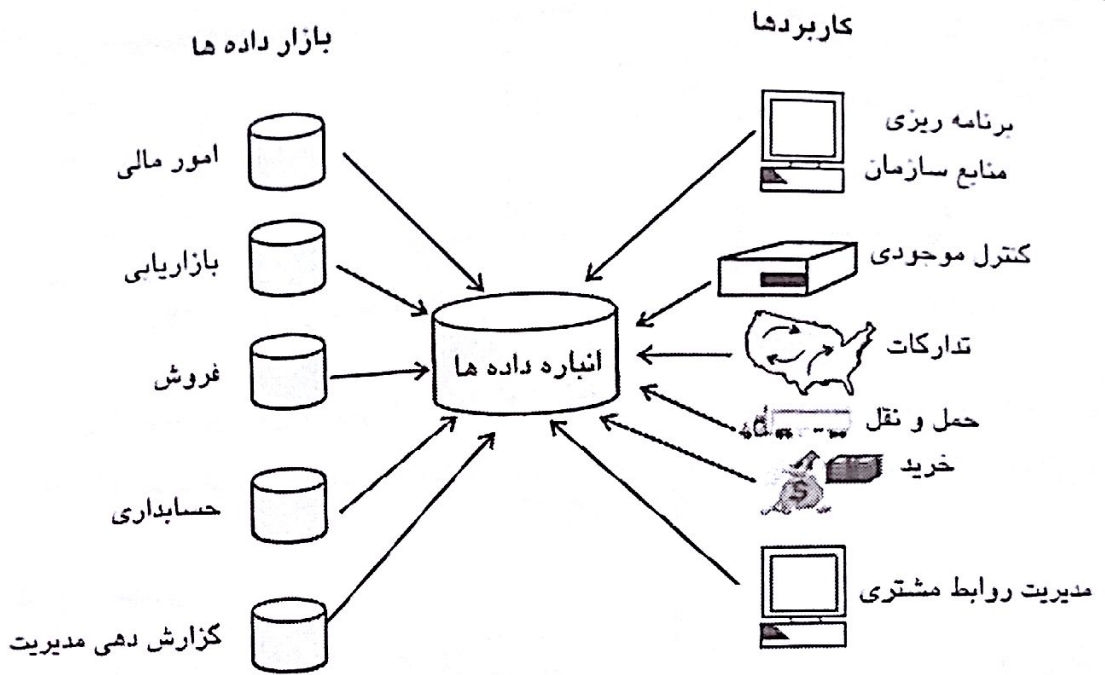 کاربردها
برنامه ریزی
منابع سازمان
کنترل موجودی
تدارکات
حمل و نقل
خرید
مدیریت روابط مشتری
انباره داده ها
بازار داده ها
امور مالی
بازاریابی
فروش
حسابداری
گزارش دهی مدیریت
$